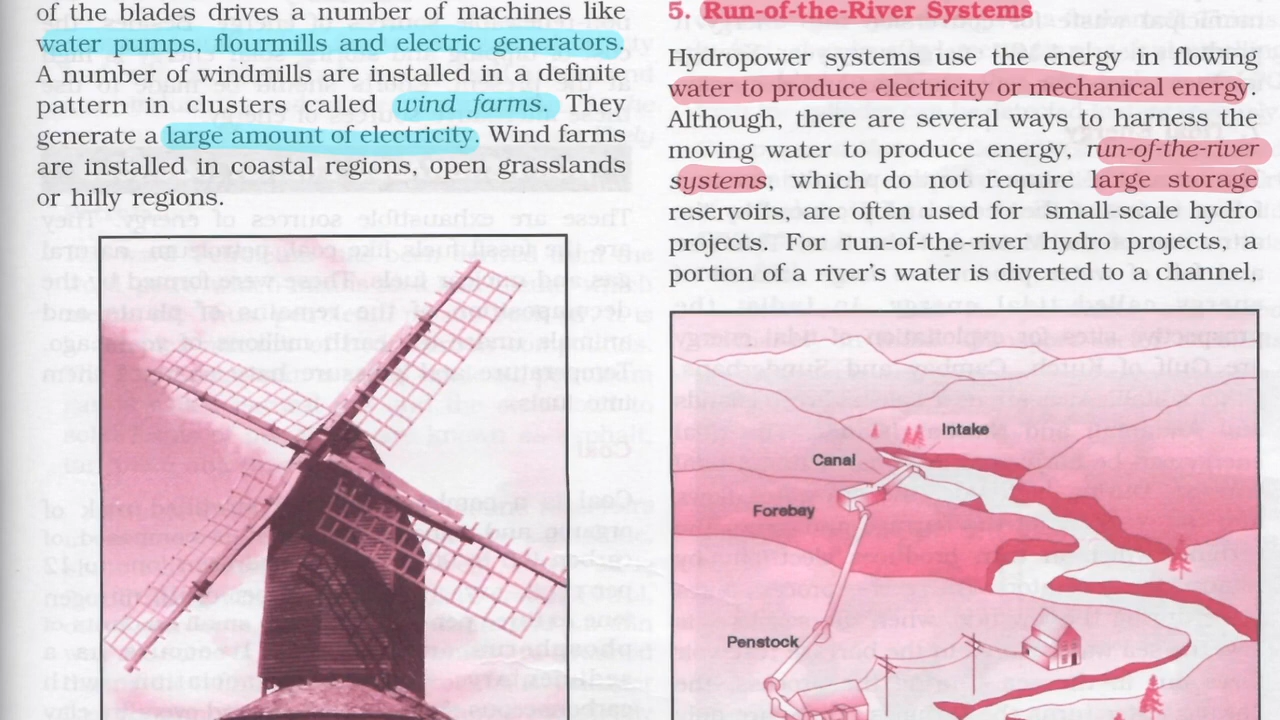 of the blades drives a number of machines like
water pumps, flourmills and electric generators.
A number of windmills are installed in a definite
pattern in clusters called wind farms. They
generate a large amount of electricity. Wind farms
are installed in coastal regions, open grasslands
or hilly regions.
5. Run-of-the-River Systems
Hydropower systems use the energy in flowing
water to produce electricity or mechanical energy.
Although, there are several ways to harness the
moving water to produce energy, run-of-the-river
systems, which do not require large storage
reservoirs, are often used for small-scale hydro
projects. For run-of-the-river hydro projects, a
portion of a river's water is diverted to a channel,
Intake
Canal
Forebay
Penstock